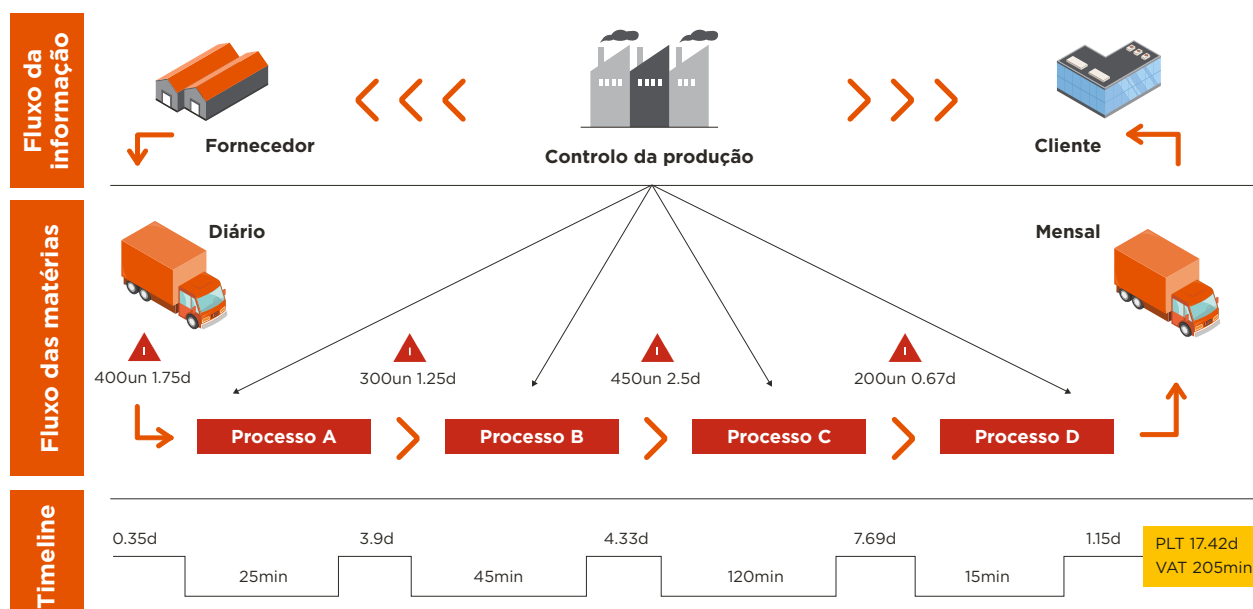 Fluxo da
informação
Fornecedor
Controlo da produção
Cliente
Fluxo das matérias
Diário
Mensal
I
400un 1.75d
I
300un 1.25d
I
450un 2.5d
I
200un 0.67d
Processo A
Processo B
Processo C
Processo D
Timeline
0.35d
25min
3.9d
45min
4.33d
120min
7.69d
15min
1.15d
PLT 17.42d
VAT 205min